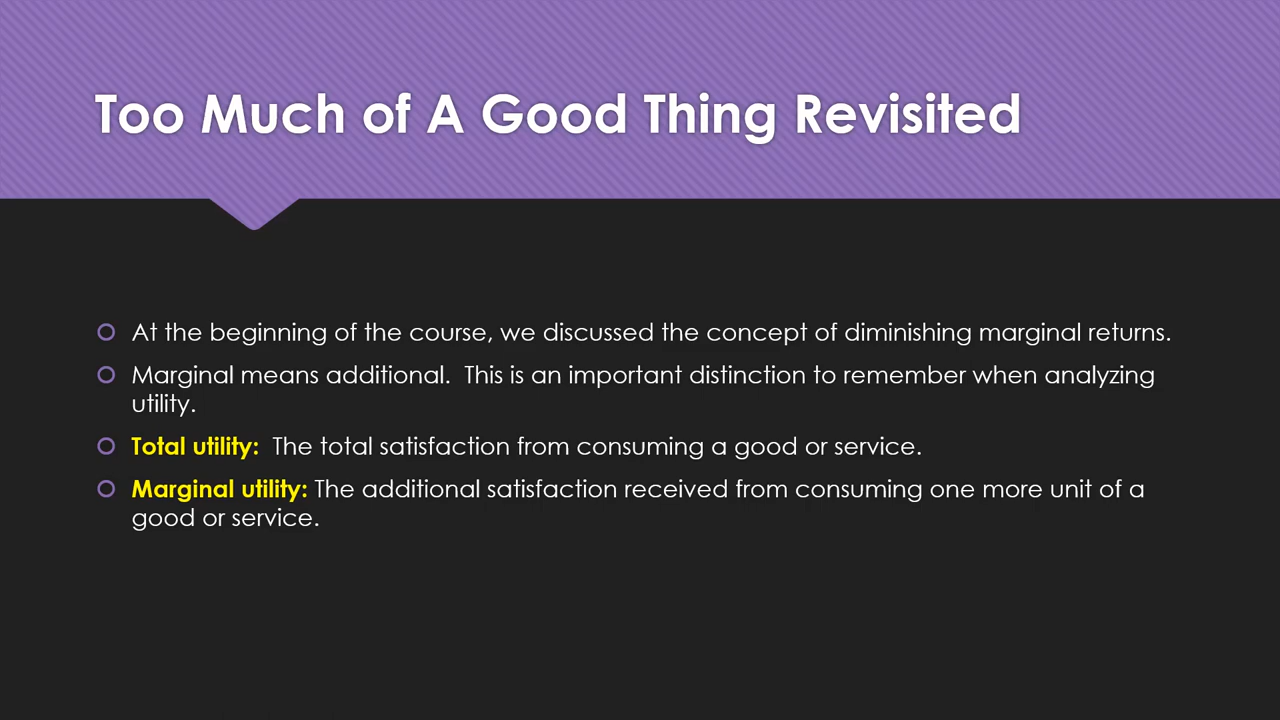 Too Much of A Good Thing Revisited
At the beginning of the course, we discussed the concept of diminishing marginal returns.
Marginal means additional.  This is an important distinction to remember when analyzing
utility.
Total utility:  The total satisfaction from consuming a good or service.
Marginal utility: The additional satisfaction received from consuming one more unit of a
good or service.